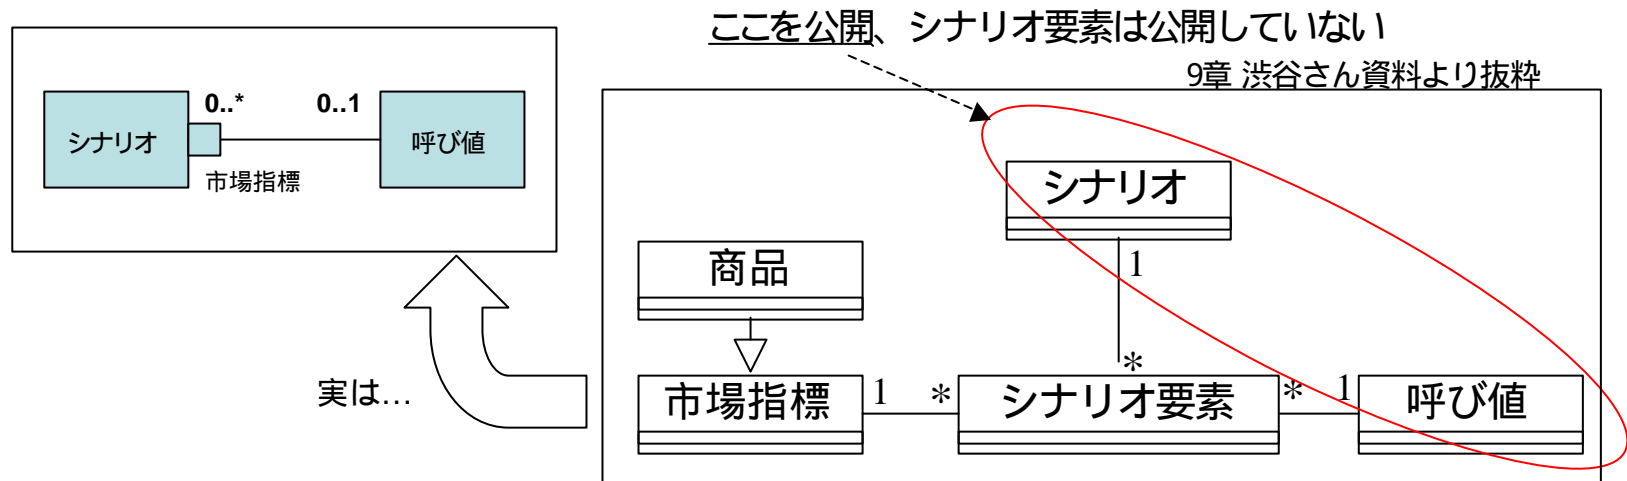 ここを公開、シナリオ要素は公開していない
9章 渋谷さん資料より抜粋
0..* 0..1
シナリオ 呼び値
市場指標
シナリオ
商品
1
*
実は…
市場指標 1 * シナリオ要素 * 1 呼び値